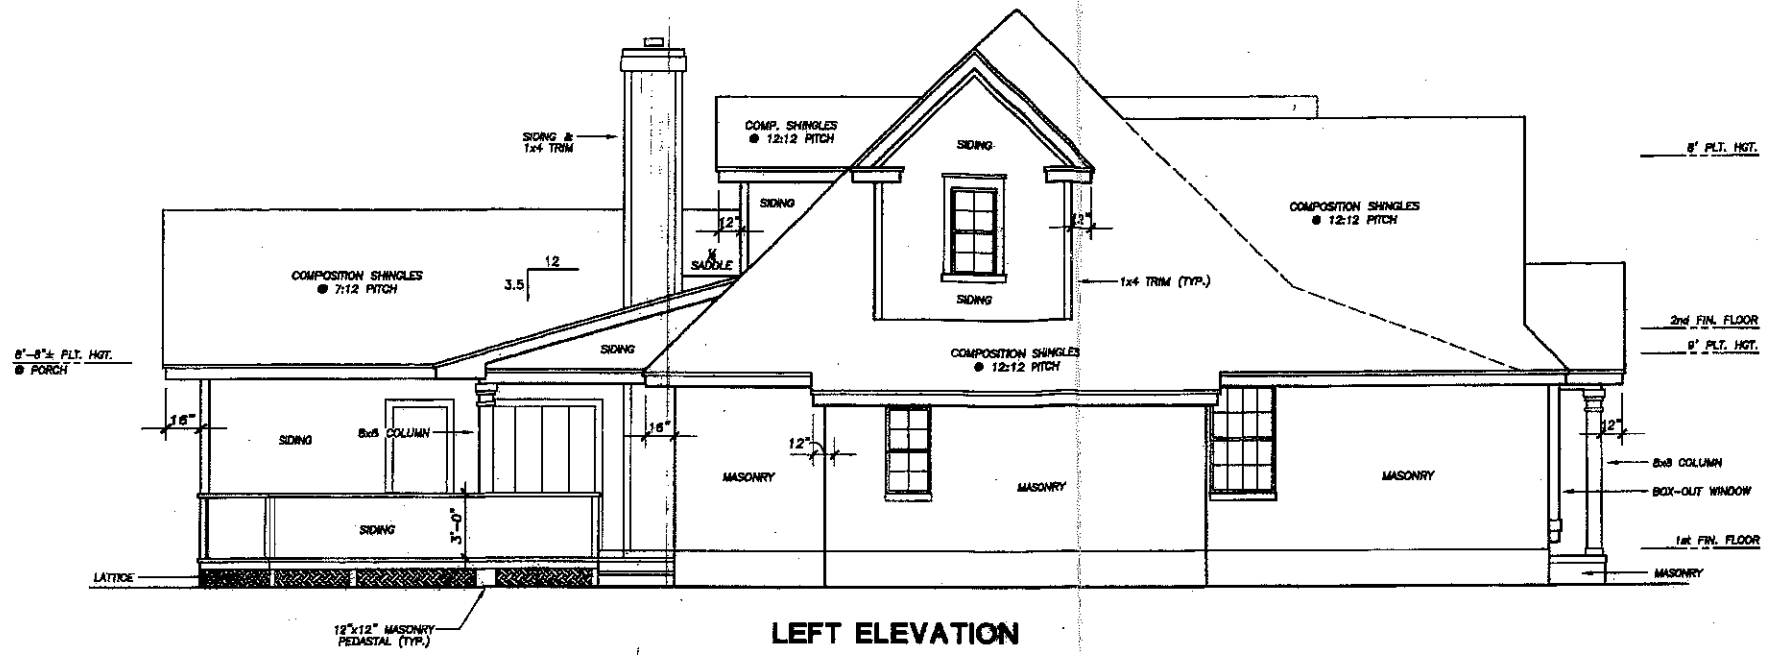 SIDING &
1x4 TRIM
COMP. SHINGLES
@ 12:12 PITCH
SIDING
8' PLT. HGT.
SIDING
12"
12"
COMPOSITION SHINGLES
@ 12:12 PITCH
SADDLE
12
3.5
COMPOSITION SHINGLES
@ 7:12 PITCH
1x4 TRIM (TYP.)
SIDING
2nd FIN. FLOOR
9' PLT. HGT.
8'-8"± PLT. HGT.
@ PORCH
SIDING
COMPOSITION SHINGLES
@ 12:12 PITCH
16"
SIDING
8x8 COLUMN
16"
12"
12"
MASONRY
MASONRY
MASONRY
8x8 COLUMN
BOX-OUT WINDOW
SIDING
3'-0"
1st FIN. FLOOR
LATTICE
MASONRY
12"x12" MASONRY
PEDASTAL (TYP.)
LEFT ELEVATION